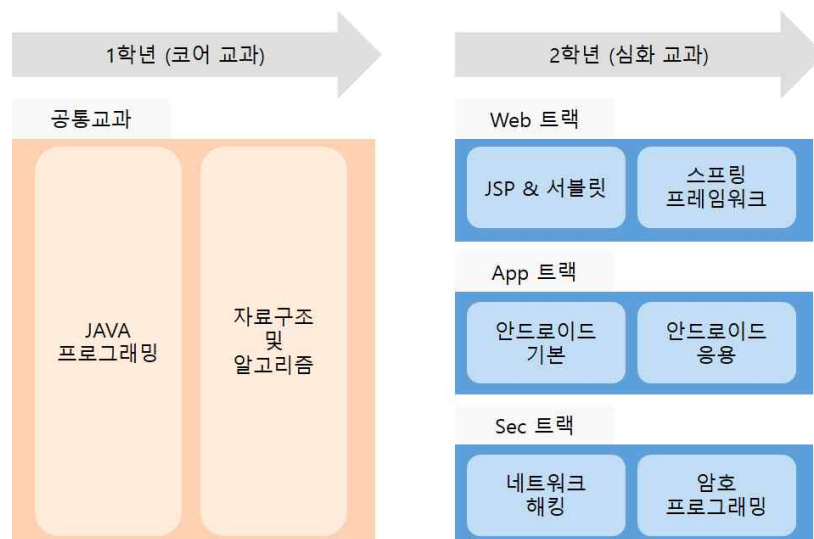 1학년 (코어 교과)
공통교과
JAVA
프로그래밍
자료구조
및
알고리즘
2학년 (심화 교과)
Web 트랙
JSP & 서블릿
스프링
프레임워크
App 트랙
안드로이드
기본
안드로이드
응용
Sec 트랙
네트워크
해킹
암호
프로그래밍